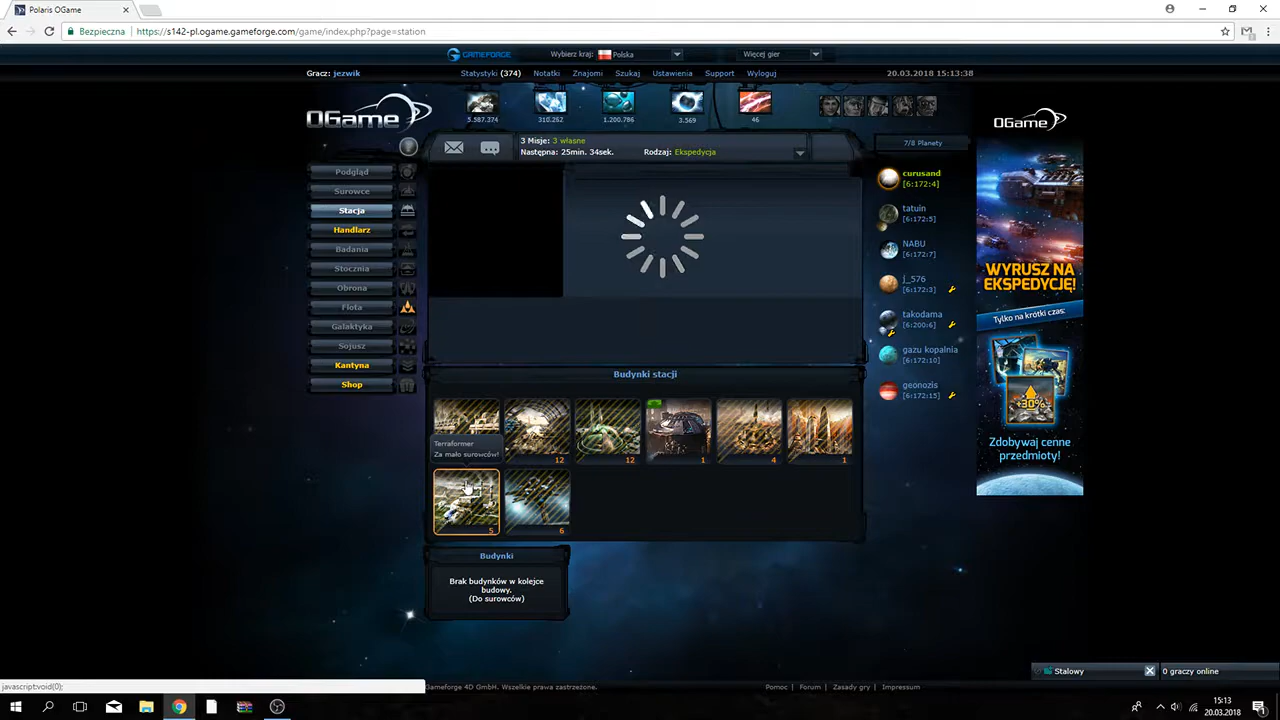 Polaris OGame
Bezpieczna
https://s142-pl.ogame.gameforge.com/game/index.php?page=station
GAMEFORGE
Wybierz kraj:
Polska
Więcej gier
Gracz: jezwik
Statystyki (374)
Notatki
Znajomi
Szukaj
Ustawienia
Support
Wyloguj
20.03.2018 15:13:38
OGame
5.587.374
310.262
1.200.786
3.569
46
3 Misje: 3 własne
Następna: 25min. 34sek.
Rodzaj: Ekspedycja
7/8 Planety
Podgląd
Surowce
Stacja
Handlarz
Badania
Stocznia
Obrona
Flota
Galaktyka
Sojusz
Kantyna
Shop
curusand
[6:172:4]
tatuin
[6:172:5]
NABU
[6:172:7]
j_576
[6:172:3]
takodama
[6:200:6]
gazu kopalnia
[6:172:10]
geonozis
[6:172:15]
OGame
WYRUSZ NA
EKSPEDYCJĘ!
Tylko na krótki czas:
+30%
Zdobywaj cenne
przedmioty!
Budynki stacji
12
12
1
4
1
Terraformer
Za mało surowców!
5
6
Budynki
Brak budynków w kolejce
budowy.
(Do surowców)
Stalowy
0 graczy online
javascript:void(0);
Gameforge 4D GmbH. Wszelkie prawa zastrzeżone.
Pomoc
Forum
Zasady gry
Impressum
15:13
20.03.2018